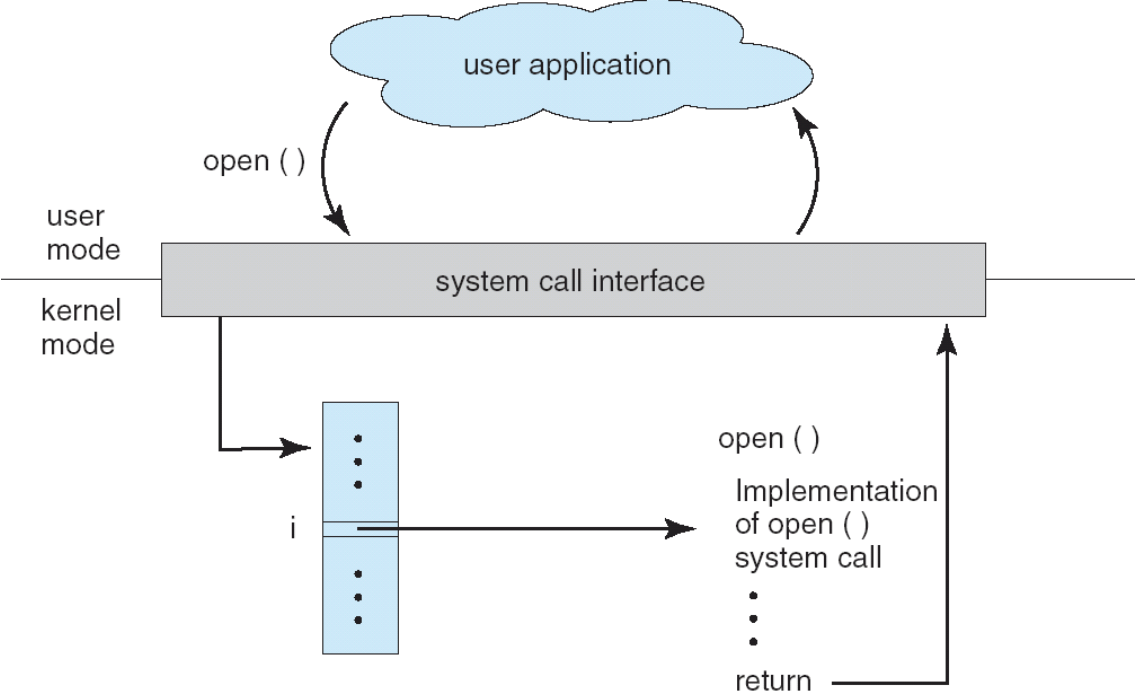 user application
open ( )
user
mode
system call interface
kernel
mode
open ( )
Implementation
of open ( )
system call
i
return